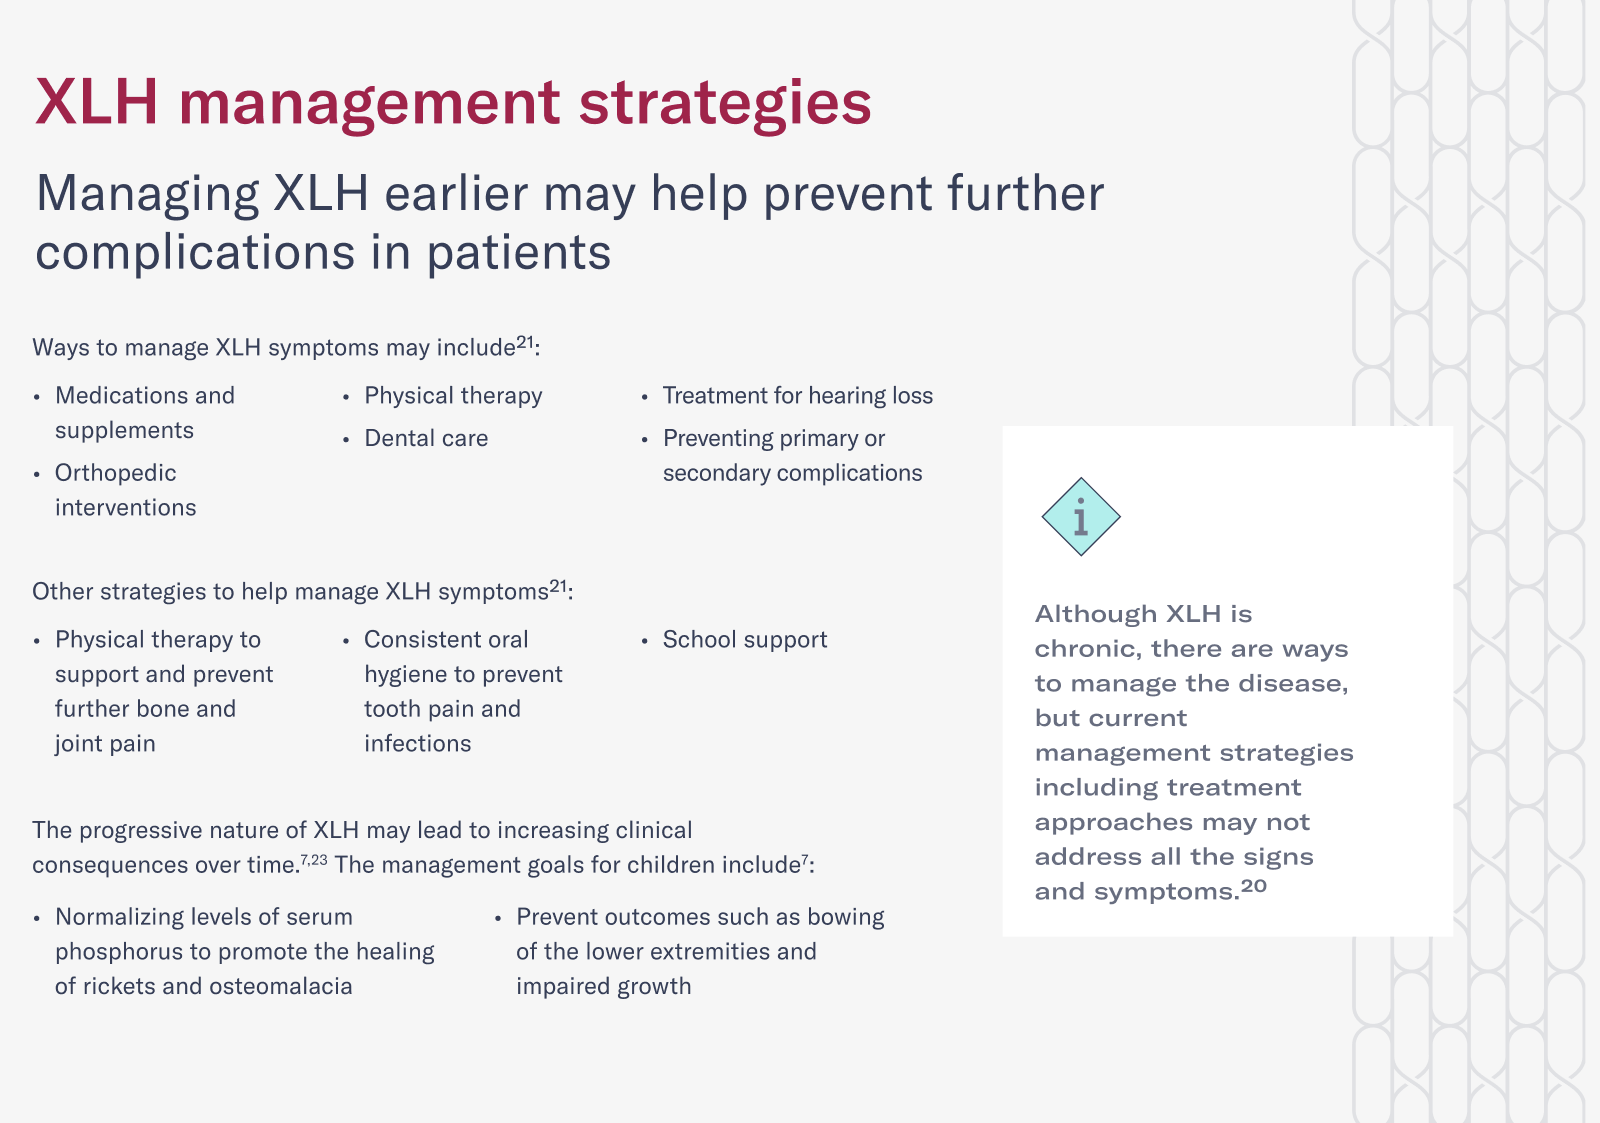 XLH management strategies
Managing XLH earlier may help prevent further
complications in patients
Ways to manage XLH symptoms may include²¹:
• Medications and
supplements
• Orthopedic
interventions
• Physical therapy
• Dental care
• Treatment for hearing loss
• Preventing primary or
secondary complications
Other strategies to help manage XLH symptoms²¹:
• Physical therapy to
support and prevent
further bone and
joint pain
• Consistent oral
hygiene to prevent
tooth pain and
infections
• School support
The progressive nature of XLH may lead to increasing clinical
consequences over time.⁷,²³ The management goals for children include⁷:
• Normalizing levels of serum
phosphorus to promote the healing
of rickets and osteomalacia
• Prevent outcomes such as bowing
of the lower extremities and
impaired growth
i
Although XLH is
chronic, there are ways
to manage the disease,
but current
management strategies
including treatment
approaches may not
address all the signs
and symptoms.²⁰